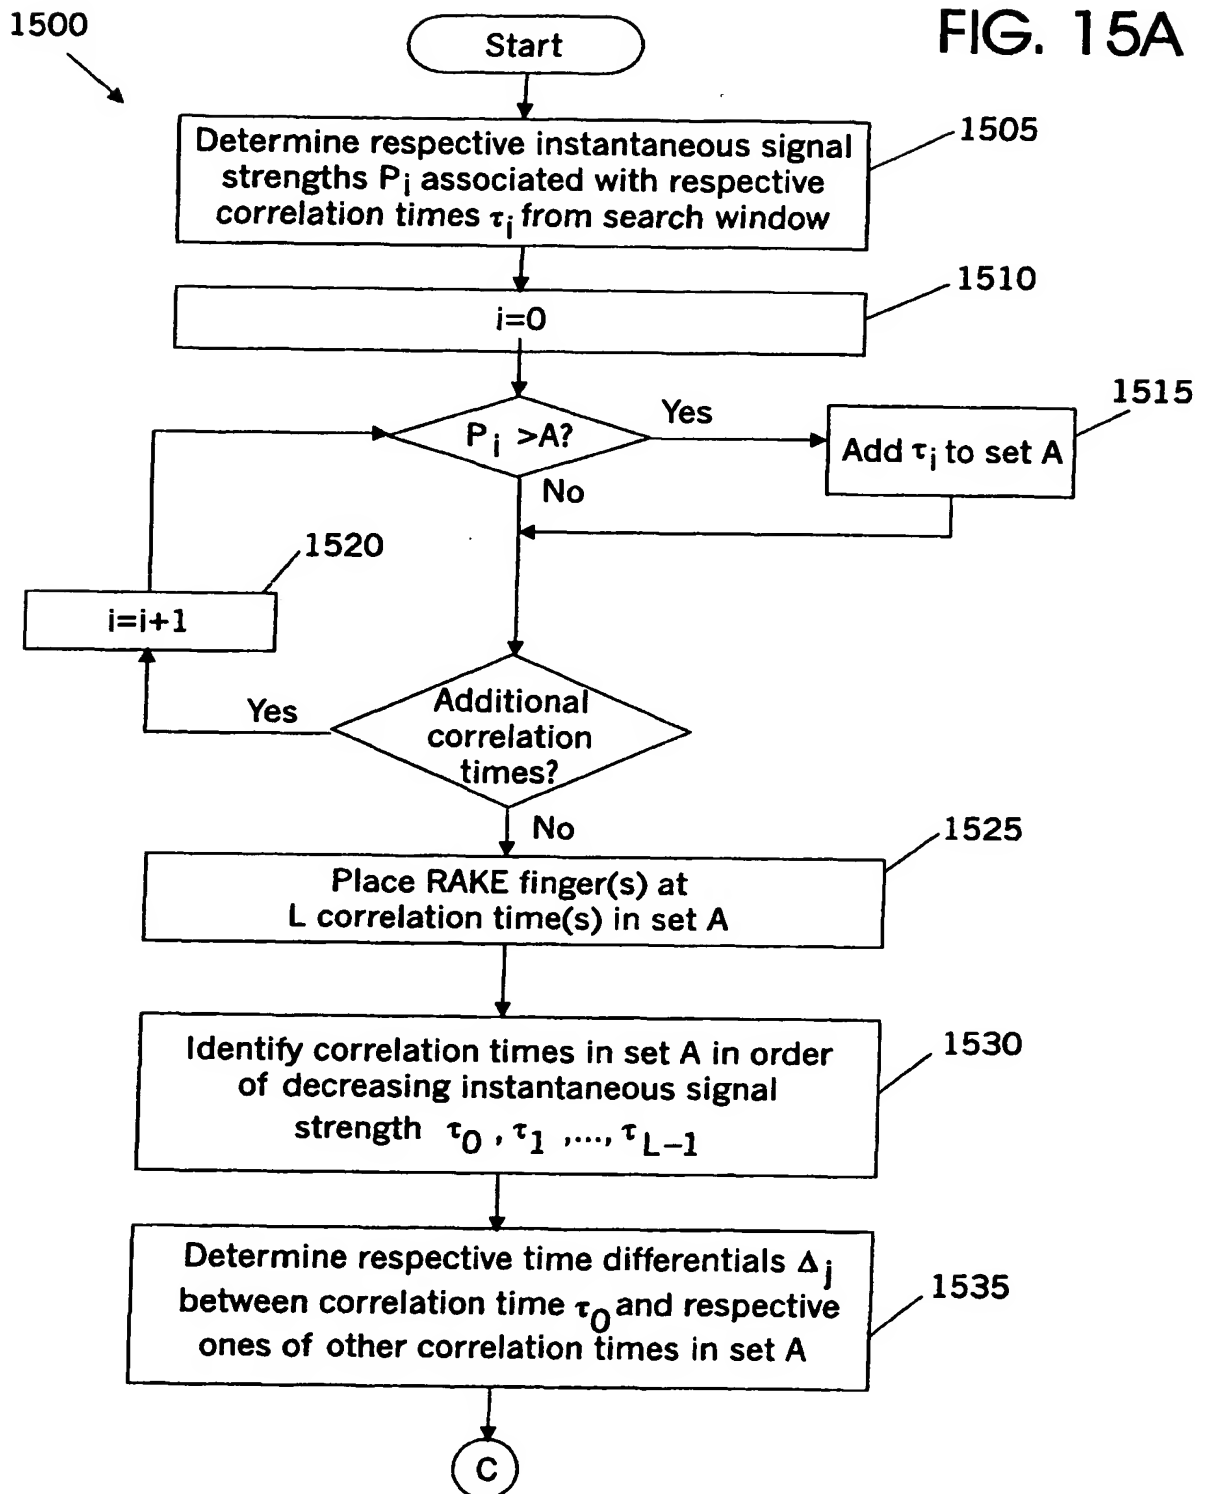 1500
FIG. 15A
Start
1505
Determine respective instantaneous signal
strengths Pi associated with respective
correlation times τi from search window
1510
i=0
1515
Pi >A?
Yes
Add τi to set A
No
1520
i=i+1
Additional
correlation
times?
Yes
No
1525
Place RAKE finger(s) at
L correlation time(s) in set A
1530
Identify correlation times in set A in order
of decreasing instantaneous signal
strength τ0 , τ1 ,..., τL-1
1535
Determine respective time differentials Δj
between correlation time τ0 and respective
ones of other correlation times in set A
C